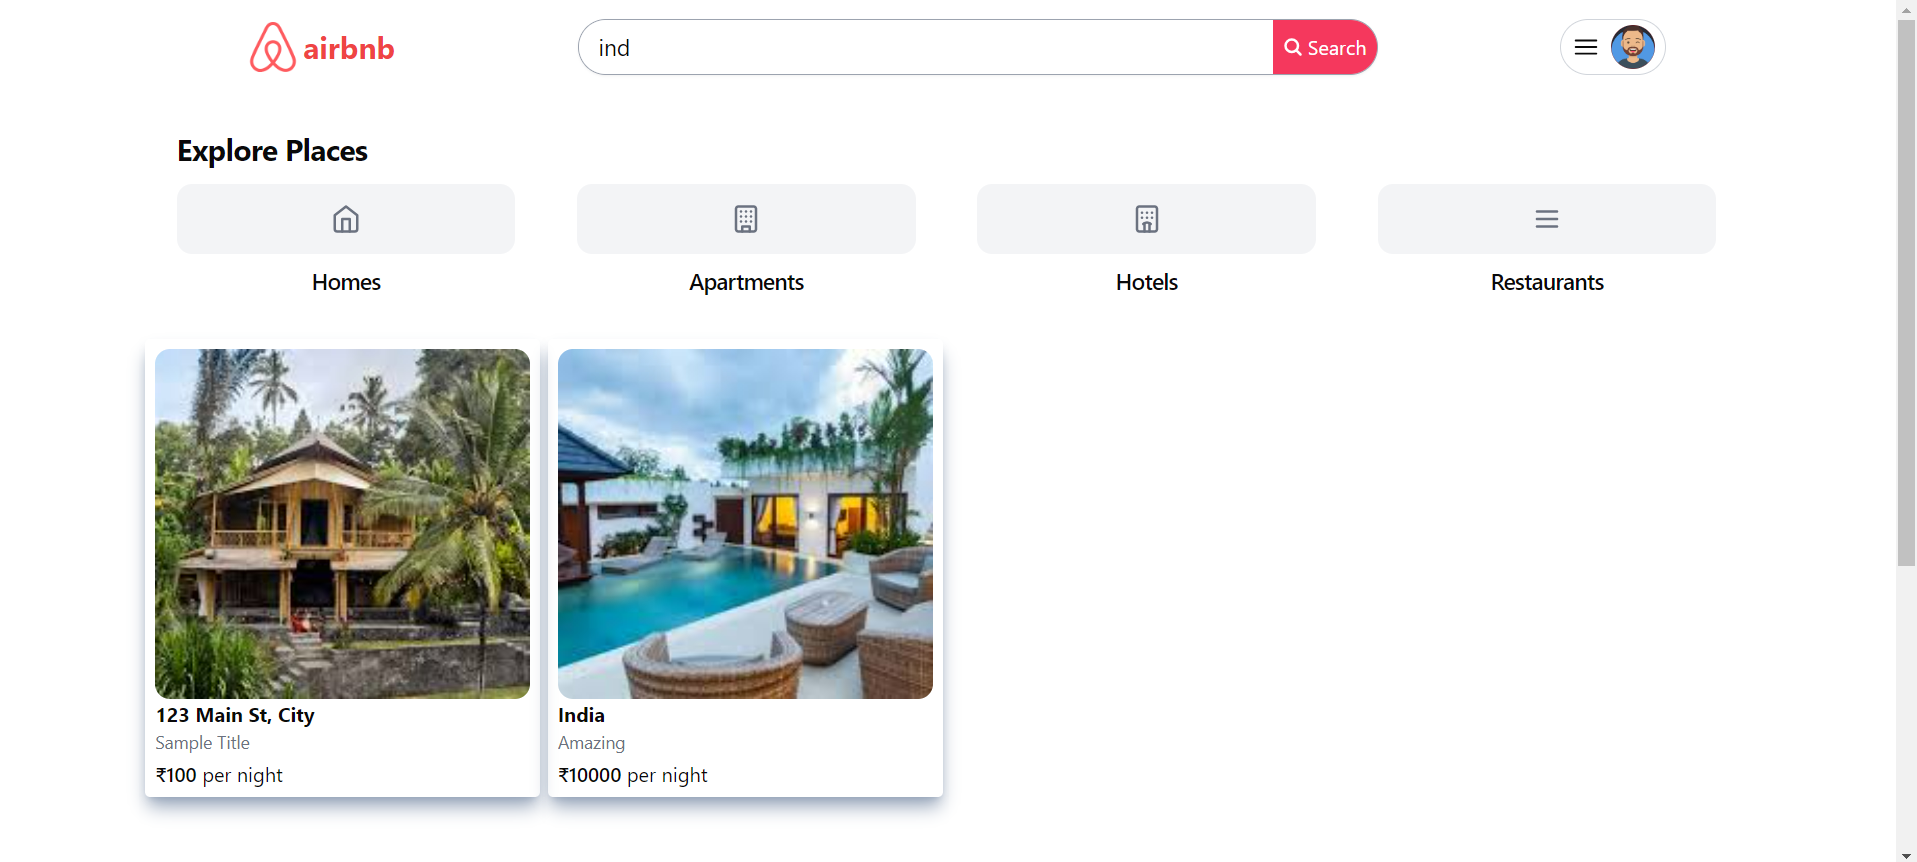 airbnb
ind
Search
Explore Places
Homes
Apartments
Hotels
Restaurants
123 Main St, City
Sample Title
₹100 per night
India
Amazing
₹10000 per night